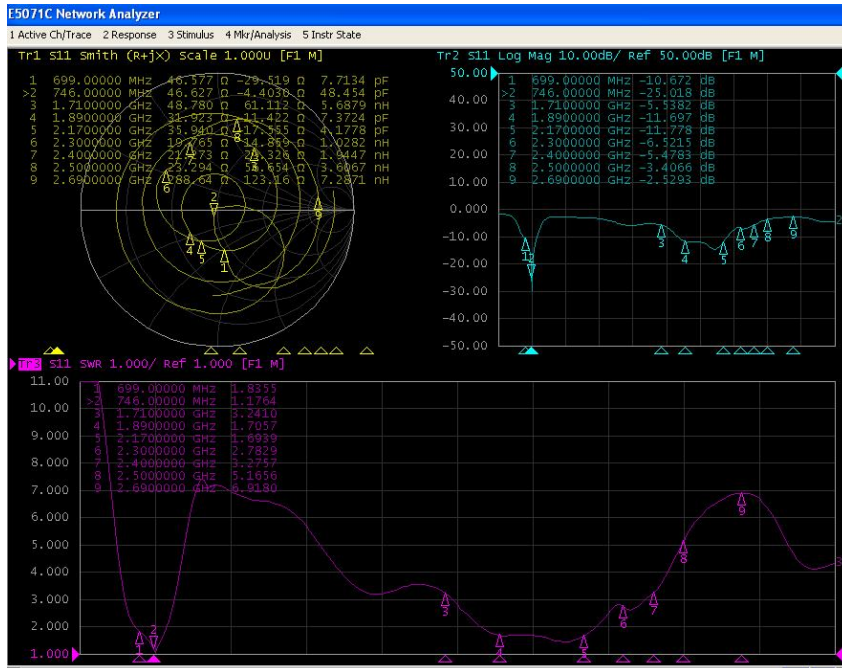 E5071C Network Analyzer
1 Active Ch/Trace 2 Response 3 Stimulus 4 Mkr/Analysis 5 Instr State
Tr1 S11 Smith (R+jX) Scale 1.000U [F1 M]
1 699.00000 MHz 46.577 Ω -29.519 Ω 7.7134 pF
>2 746.00000 MHz 46.627 Ω -4.4030 Ω 48.454 pF
3 1.7100000 GHz 48.780 Ω 61.112 Ω 5.6879 nH
4 1.8900000 GHz 31.923 Ω 11.422 Ω 7.3724 pF
5 2.1700000 GHz 35.940 Ω 17.555 Ω 4.1778 pF
6 2.3000000 GHz Ω 14.859 Ω 1.0282 nH
7 2.4000000 GHz Ω 1.9447 nH
8 2.5000000 GHz 23.294 Ω Ω 3.6067 nH
9 2.6900000 GHz 288.64 Ω 123.16 Ω 7.2871 nH
Tr2 S11 Log Mag 10.00dB/ Ref 50.00dB [F1 M]
50.00
40.00
30.00
20.00
10.00
0.000
-10.00
-20.00
-30.00
-40.00
-50.00
1 699.00000 MHz -10.672 dB
>2 746.00000 MHz -25.018 dB
3 1.7100000 GHz -5.5382 dB
4 1.8900000 GHz -11.697 dB
5 2.1700000 GHz -11.778 dB
6 2.3000000 GHz -6.5215 dB
7 2.4000000 GHz -5.4783 dB
8 2.5000000 GHz -3.4066 dB
9 2.6900000 GHz -2.5293 dB
Tr3 S11 SWR 1.000/ Ref 1.000 [F1 M]
11.00
10.00
9.000
8.000
7.000
6.000
5.000
4.000
3.000
2.000
1.000
1 699.00000 MHz 1.8355
>2 746.00000 MHz 1.1764
3 1.7100000 GHz 3.2410
4 1.8900000 GHz 1.7057
5 2.1700000 GHz 1.6939
6 2.3000000 GHz 2.7829
7 2.4000000 GHz 3.2757
8 2.5000000 GHz 5.1656
9 2.6900000 GHz 6.9180